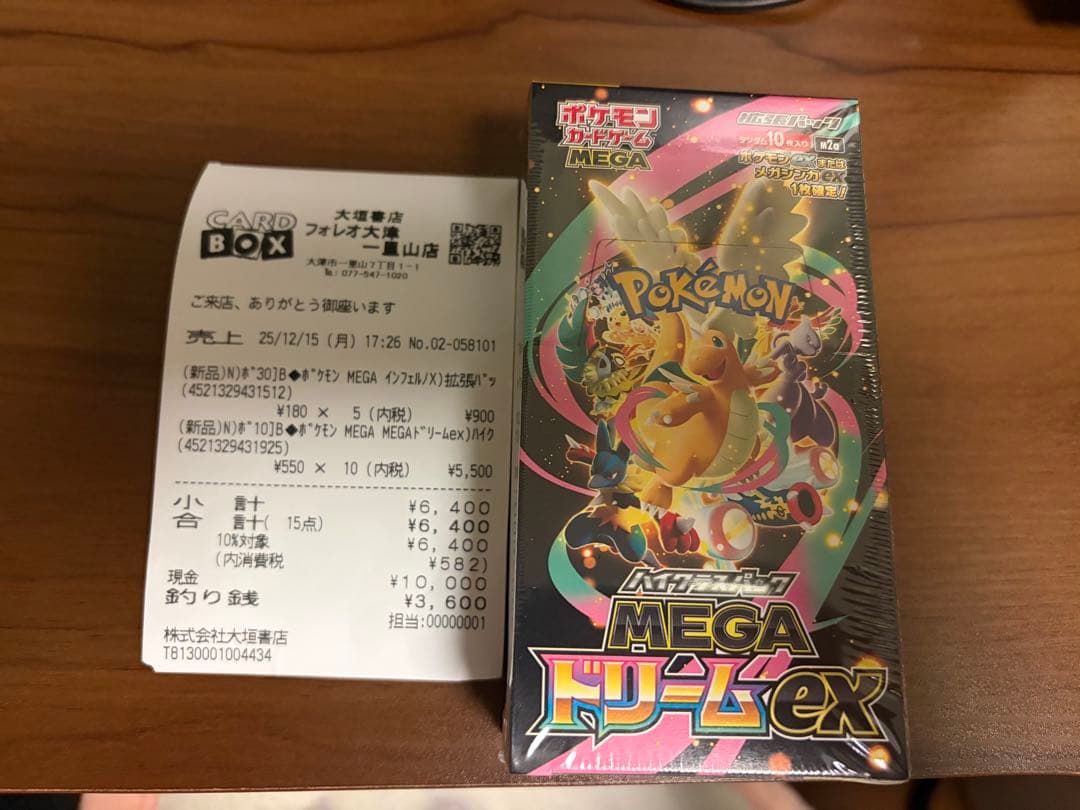 CARD
BOX
大垣書店
フォレオ大津
一里山店
大津市一里山7丁目1-1
TEL:077-547-1020
ご来店、ありがとう御座います
売上 25/12/15 (月) 17:26 No.02-058101
(新品)N)ﾎﾟ30]B◆ﾎﾟｹﾓﾝ MEGA ｲﾝﾌｪﾙﾉX)拡張ﾊﾟｯ
(4521329431512)
¥180 × 5 (内税) ¥900
(新品)N)ﾎﾞ10]B◆ﾎﾟｹﾓﾝ MEGA MEGAﾄﾞﾘｰﾑex)ﾊｲｸ
(4521329431925)
¥550 × 10 (内税) ¥5,500
小計 ¥6,400
合計( 15点) ¥6,400
10%対象 ¥6,400
(内消費税 ¥582)
現金 ¥10,000
釣り銭 ¥3,600
担当:00000001
株式会社大垣書店
T8130001004434
ポケモン
カードゲーム
MEGA
拡張パック
ランダム10枚入り m2a
ポケモンexまたは
メガシンカex
1枚確定!
POKéMON
ハイクラスパック
MEGA
ドリームex